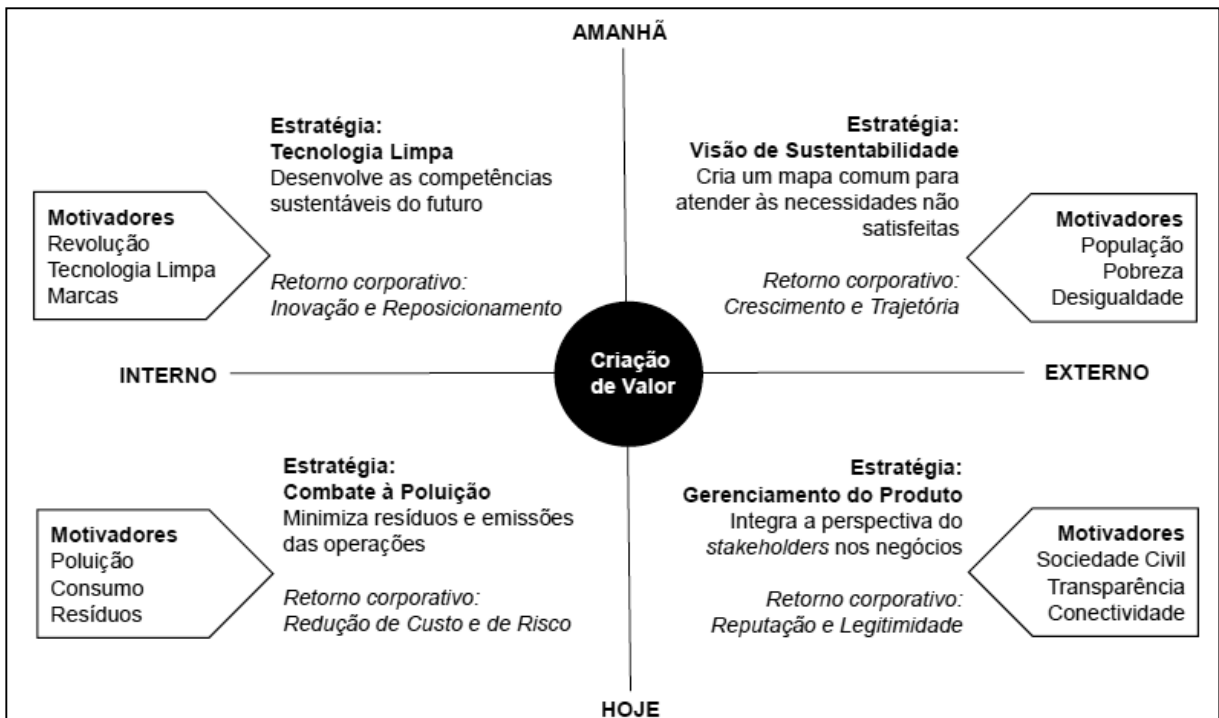 AMANHÃ
Estratégia:
Tecnologia Limpa
Desenvolve as competências
sustentáveis do futuro
Retorno corporativo:
Inovação e Reposicionamento
Motivadores
Revolução
Tecnologia Limpa
Marcas
Estratégia:
Visão de Sustentabilidade
Cria um mapa comum para
atender às necessidades não
satisfeitas
Retorno corporativo:
Crescimento e Trajetória
Motivadores
População
Pobreza
Desigualdade
INTERNO
Criação
de Valor
EXTERNO
Estratégia:
Combate à Poluição
Minimiza resíduos e emissões
das operações
Retorno corporativo:
Redução de Custo e de Risco
Motivadores
Poluição
Consumo
Resíduos
Estratégia:
Gerenciamento do Produto
Integra a perspectiva do
stakeholders nos negócios
Retorno corporativo:
Reputação e Legitimidade
Motivadores
Sociedade Civil
Transparência
Conectividade
HOJE